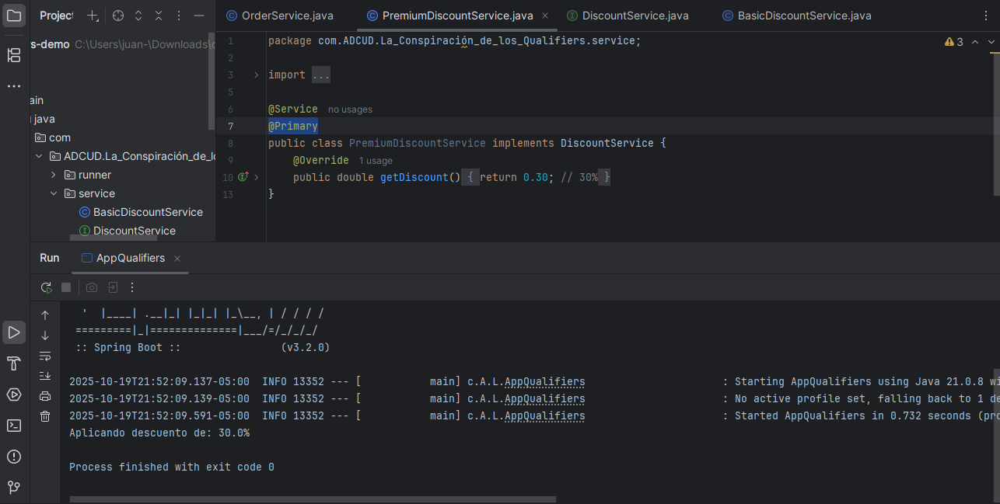 Project
OrderService.java
PremiumDiscountService.java
DiscountService.java
BasicDiscountService.java
s-demo C:\Users\juan-\Downloads\
ain
java
com
ADCUD.La_Conspiración_de_lo
runner
service
BasicDiscountService
DiscountService
1 package com.ADCUD.La_Conspiración_de_los_Qualifiers.service;
3
2
3 import ...
5
6 @Service no usages
7 @Primary
8 public class PremiumDiscountService implements DiscountService {
9 @Override 1 usage
10 public double getDiscount() { return 0.30; // 30% }
13 }
Run AppQualifiers
' |____| .__|_| |_|_| |_\__, | / / / /
=========|_|==============|___/=/_/_/_/
:: Spring Boot :: (v3.2.0)
2025-10-19T21:52:09.137-05:00 INFO 13352 --- [ main] c.A.L.AppQualifiers : Starting AppQualifiers using Java 21.0.8 wi
2025-10-19T21:52:09.139-05:00 INFO 13352 --- [ main] c.A.L.AppQualifiers : No active profile set, falling back to 1 de
2025-10-19T21:52:09.591-05:00 INFO 13352 --- [ main] c.A.L.AppQualifiers : Started AppQualifiers in 0.732 seconds (pro
Aplicando descuento de: 30.0%
Process finished with exit code 0